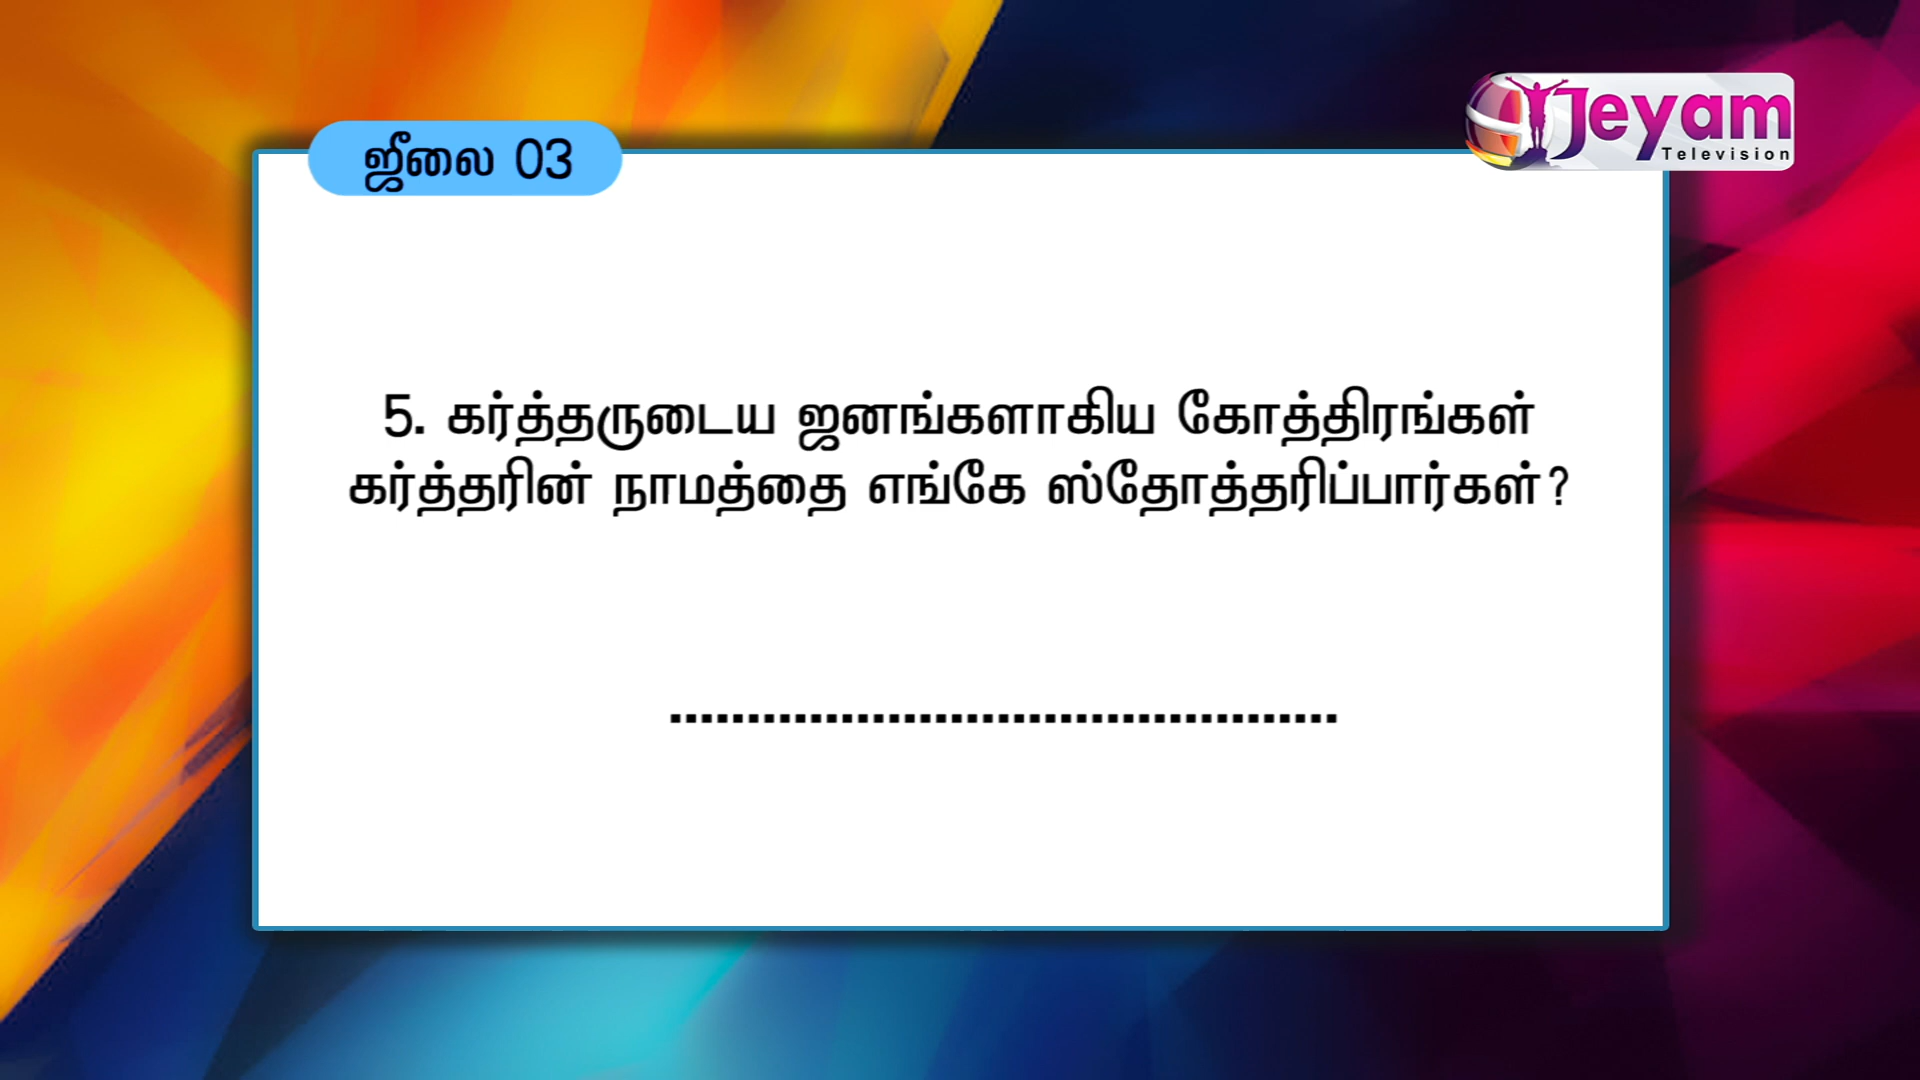 Jeyam
Television
ஜீலை 03
5. கர்த்தருடைய ஜனங்களாகிய கோத்திரங்கள்
கர்த்தரின் நாமத்தை எங்கே ஸ்தோத்தரிப்பார்கள்?
...........................................